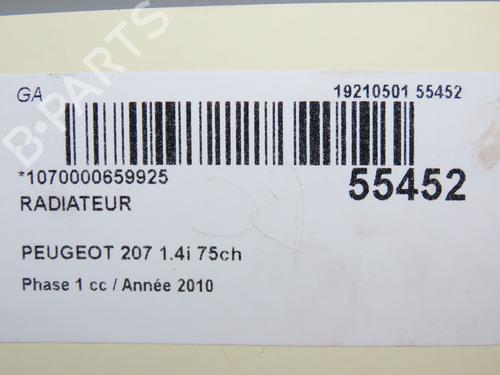 GA
19210501 55452
*1070000659925
55452
RADIATEUR
PEUGEOT 207 1.4i 75ch
Phase 1 cc / Année 2010
B-PARTS